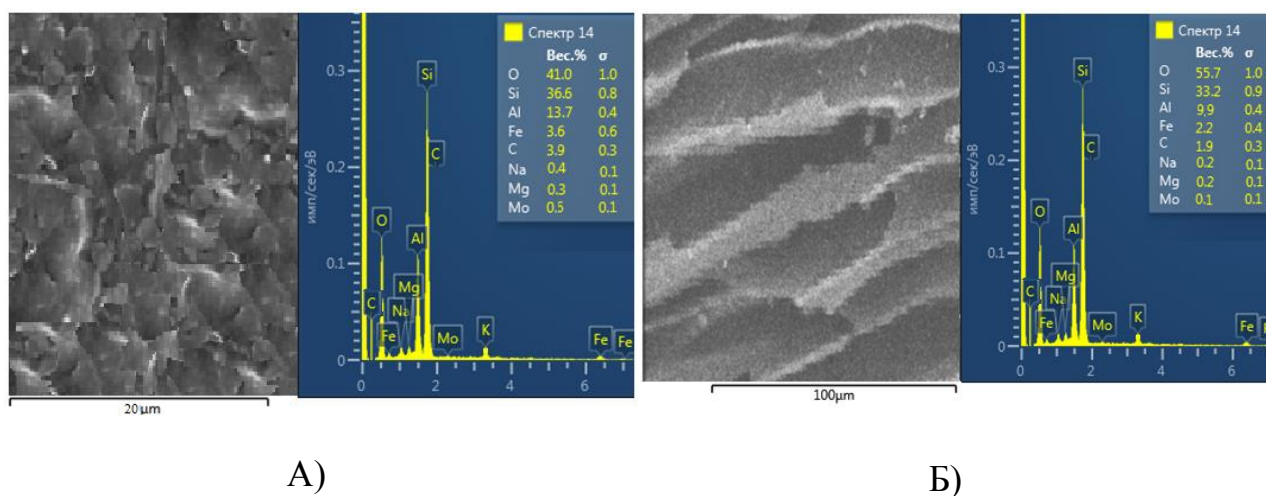 Спектр 14
Вес.% σ
O 41.0 1.0
Si 36.6 0.8
Al 13.7 0.4
Fe 3.6 0.6
C 3.9 0.3
Na 0.4 0.1
Mg 0.3 0.1
Mo 0.5 0.1
имп/сек/эВ
0.3
0.2
0.1
0
Si
C
O
Al
Mg
Na
C
Fe
Mo
K
Fe
Fe
0 2 4 6
20µm
Спектр 14
Вес.% σ
O 55.7 1.0
Si 33.2 0.9
Al 9,9 0.4
Fe 2.2 0.4
C 1.9 0.3
Na 0.2 0.1
Mg 0.2 0.1
Mo 0.1 0.1
имп/сек/эВ
0.3
0.2
0.1
0
Si
C
O
Al
Mg
C
Na
Fe
Mo
K
Fe
0 2 4 6
100µm
А) Б)